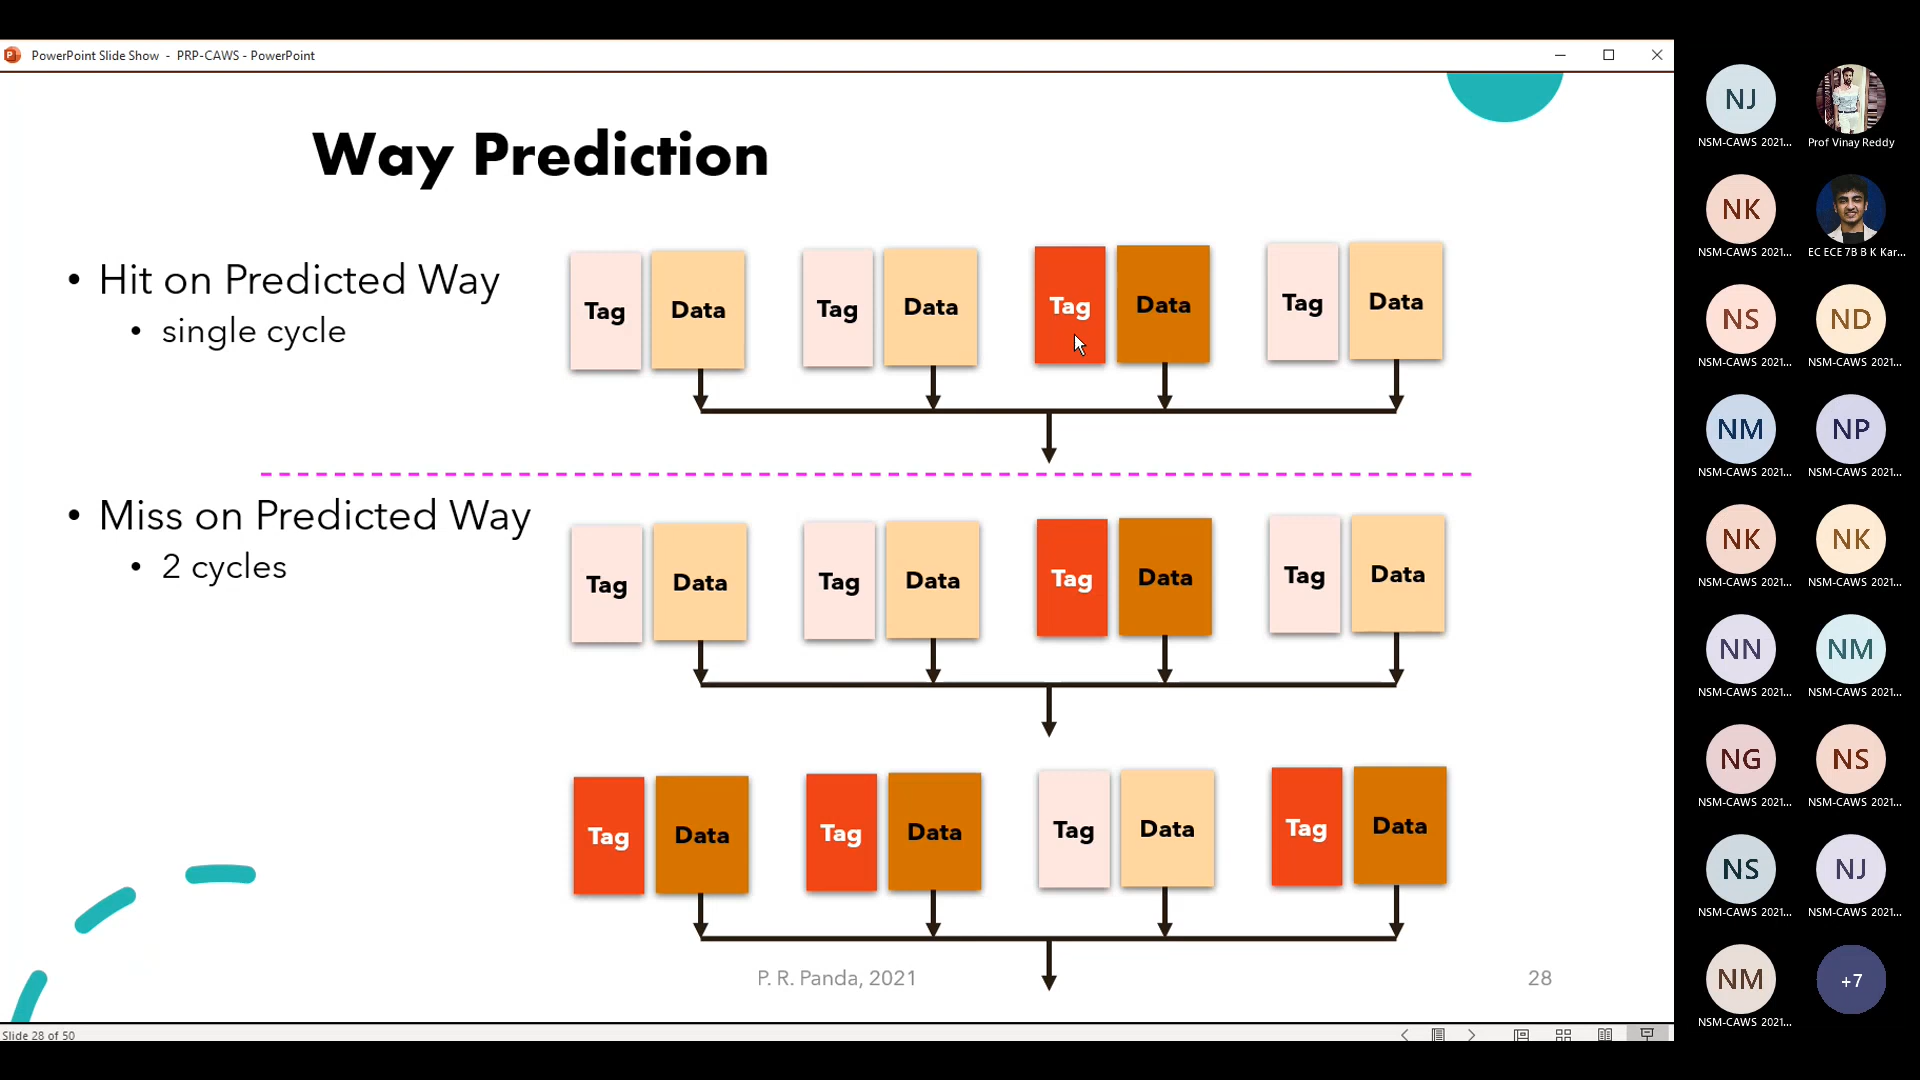 PowerPoint Slide Show - PRP-CAWS - PowerPoint
Way Prediction
• Hit on Predicted Way
• single cycle
Tag Data Tag Data Tag Data Tag Data
• Miss on Predicted Way
• 2 cycles
Tag Data Tag Data Tag Data Tag Data
Tag Data Tag Data Tag Data Tag Data
P. R. Panda, 2021
28
Slide 28 of 50
NJ
NSM-CAWS 2021... Prof Vinay Reddy
NK
NSM-CAWS 2021... EC ECE 7B B K Kar...
NS ND
NSM-CAWS 2021... NSM-CAWS 2021...
NM NP
NSM-CAWS 2021... NSM-CAWS 2021...
NK NK
NSM-CAWS 2021... NSM-CAWS 2021...
NN NM
NSM-CAWS 2021... NSM-CAWS 2021...
NG NS
NSM-CAWS 2021... NSM-CAWS 2021...
NS NJ
NSM-CAWS 2021... NSM-CAWS 2021...
NM +7
NSM-CAWS 2021...